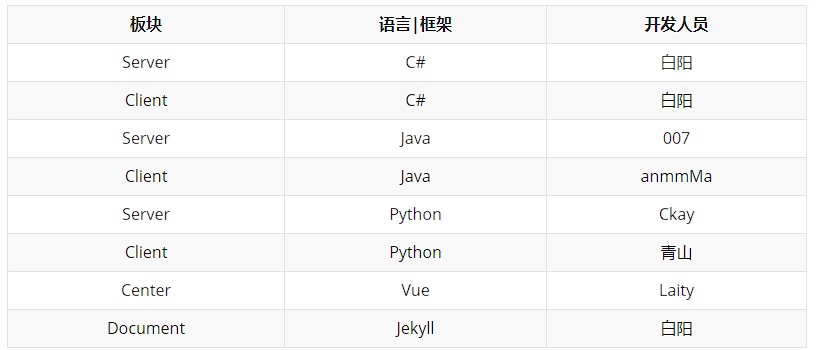 板块 语言|框架 开发人员
Server C# 白阳
Client C# 白阳
Server Java 007
Client Java anmmMa
Server Python Ckay
Client Python 青山
Center Vue Laity
Document Jekyll 白阳